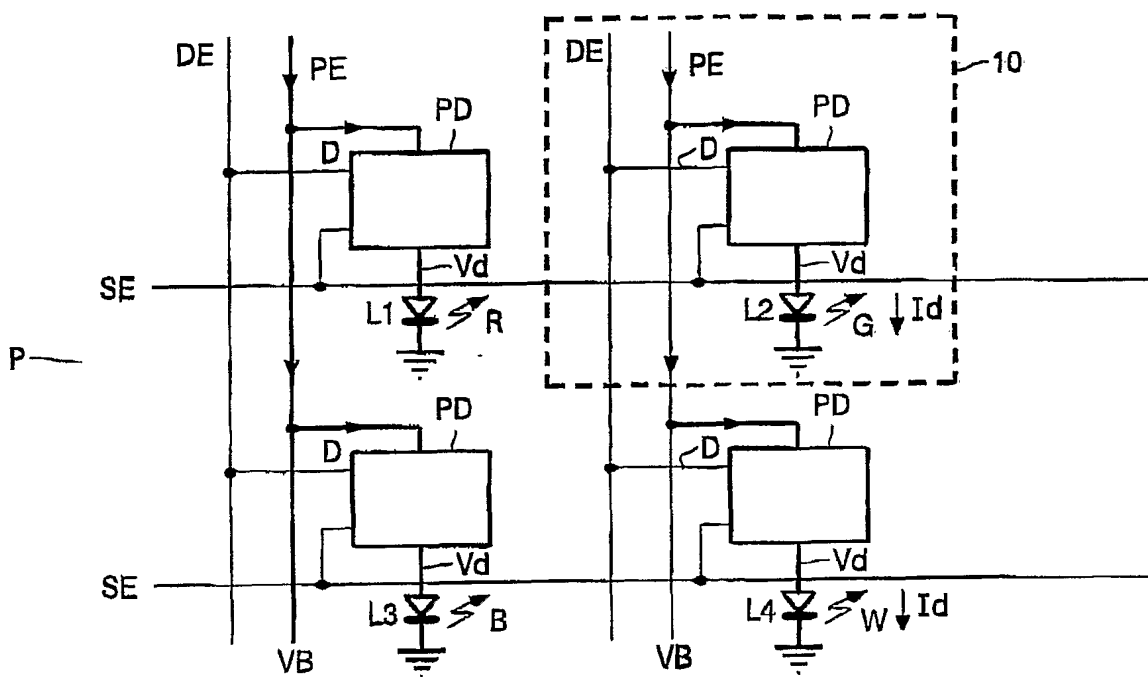 DE PE DE PE 10
PD PD
D D
Vd Vd
SE
L1 R L2 G Id
P
PD PD
D D
Vd Vd
SE
L3 B L4 W Id
VB VB